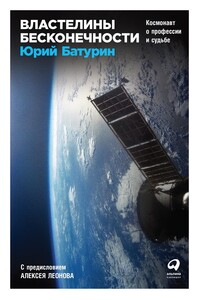 ВЛАСТЕЛИНЫ
БЕСКОНЕЧНОСТИ
Юрий Батурин
Космонавт
о профессии
и судьбе
С предисловием
АЛЕКСЕЯ ЛЕОНОВА